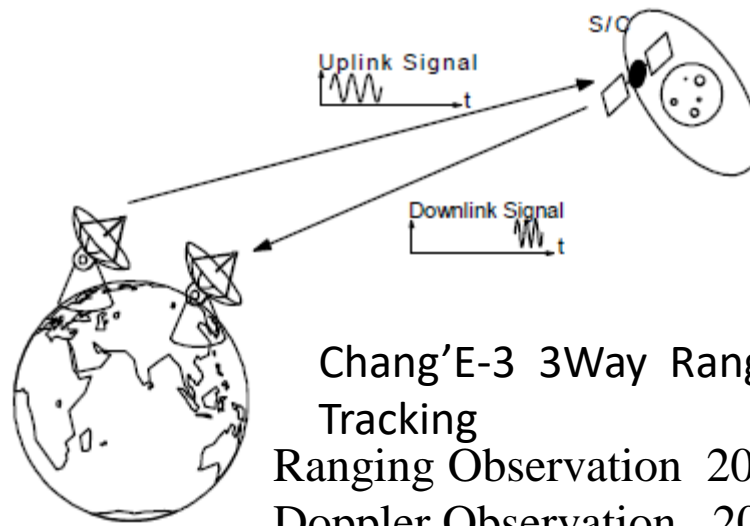 S/C
Uplink Signal
t
Downlink Signal
t
Chang’E-3 3Way Rang
Tracking
Ranging Observation 20
Doppler Observation 20